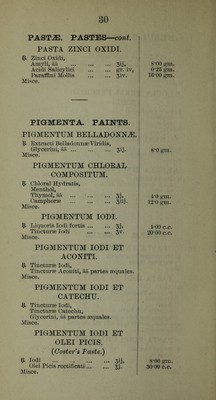 30
PASTÆ. PASTES—cont.
PASTA ZINCI OXIDI.
℞ Zinci Oxidi,
Amyli, āā ... ... ... ʒij, 8·00 gm.
Acidi Salicylici ... ... gr. iv, 0·25 gm.
Paraffini Mollis ... ... ʒiv. 16·00 gm.
Misce.
PIGMENTA. PAINTS.
PIGMENTUM BELLADONNÆ.
℞ Extracti Belladonnæ Viridis,
Glycerini, āā ... ... ... ʒij. 8·0 gm.
Misce.
PIGMENTUM CHLORAL
COMPOSITUM.
℞ Chloral Hydratis,
Menthol,
Thymol, āā ... ... ʒi, 4·0 gm.
Camphoræ ... ... ... ʒiij. 12·0 gm.
Misce.
PIGMENTUM IODI.
℞ Liquoris Iodi fortis ... ... ʒi, 4·00 c.c.
Tincturæ Iodi ... ... ʒv. 20·00 c.c.
Misce.
PIGMENTUM IODI ET
ACONITI.
℞ Tincturæ Iodi,
Tincturæ Aconiti, āā partes æquales.
Misce.
PIGMENTUM IODI ET
CATECHU.
℞ Tincturæ Iodi,
Tincturæ Catechu,
Glycerini, āā partes æquales.
Misce.
PIGMENTUM IODI ET
OLEI PICIS.
(Coster's Paste.)
℞ Iodi ... ... ... ... ʒij, 8·00 gm.
Olei Picis rectificati ... ... ℥i. 30·00 c.c.
Misce.